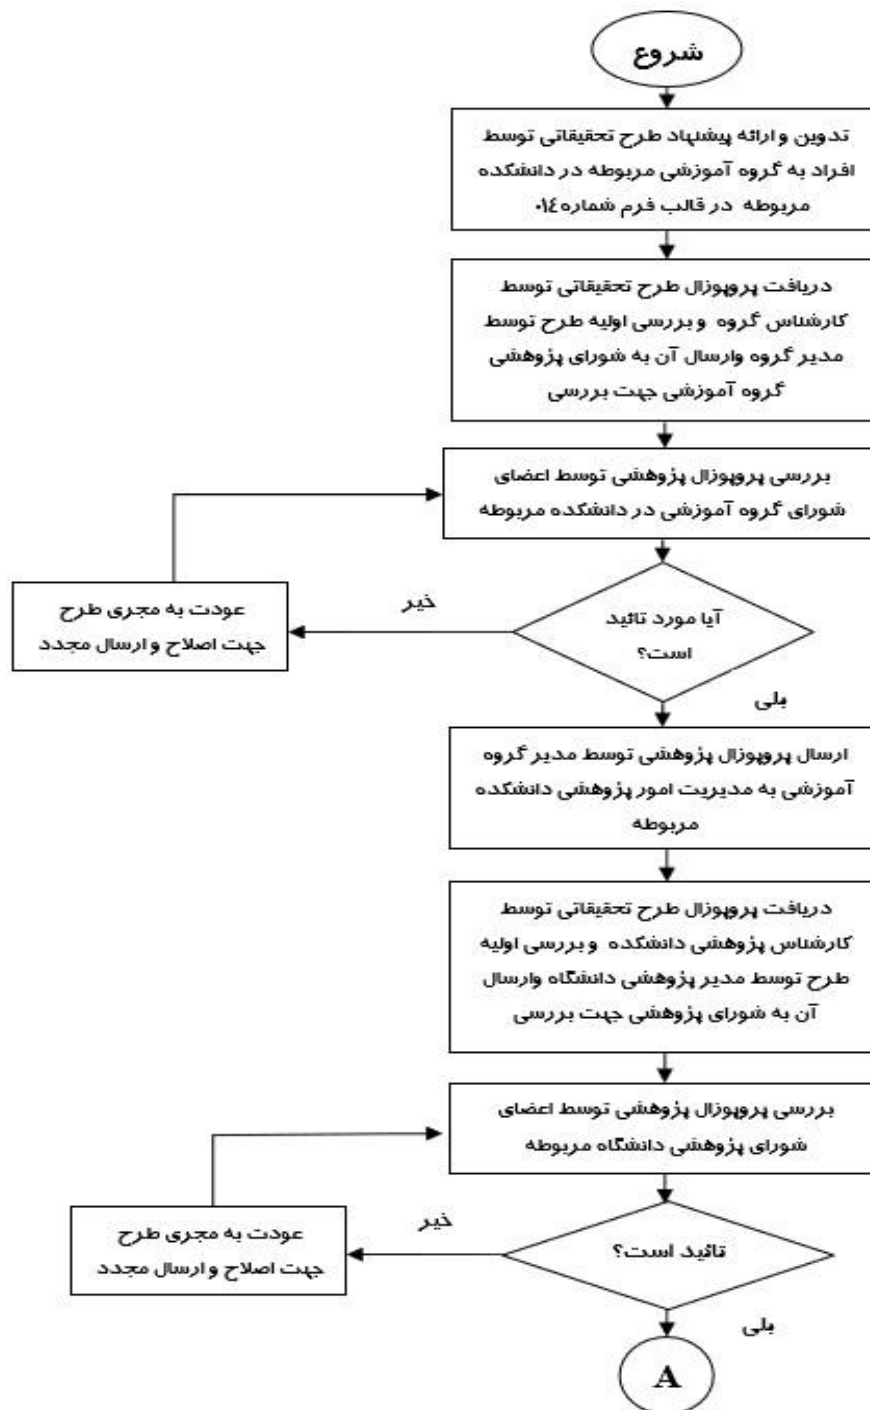 شروع
تدوین و ارائه پیشنهاد طرح تحقیقاتی توسط
افراد به گروه آموزشی مربوطه در دانشکده
مربوطه در قالب فرم شماره ۰۱٤
دریافت پروپوزال طرح تحقیقاتی توسط
کارشناس گروه و بررسی اولیه طرح توسط
مدیر گروه وارسال آن به شورای پژوهشی
گروه آموزشی جهت بررسی
بررسی پروپوزال پژوهشی توسط اعضای
شورای گروه آموزشی در دانشکده مربوطه
آیا مورد تائید
است؟
خیر
عودت به مجری طرح
جهت اصلاح و ارسال مجدد
بلی
ارسال پروپوزال پژوهشی توسط مدیر گروه
آموزشی به مدیریت امور پژوهشی دانشکده
مربوطه
دریافت پروپوزال طرح تحقیقاتی توسط
کارشناس پژوهشی دانشکده و بررسی اولیه
طرح توسط مدیر پژوهشی دانشگاه وارسال
آن به شورای پژوهشی جهت بررسی
بررسی پروپوزال پژوهشی توسط اعضای
شورای پژوهشی دانشگاه مربوطه
تائید است؟
خیر
عودت به مجری طرح
جهت اصلاح و ارسال مجدد
بلی
A